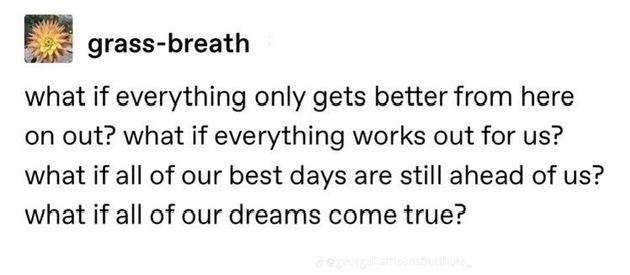 grass-breath
what if everything only gets better from here
on out? what if everything works out for us?
what if all of our best days are still ahead of us?
what if all of our dreams come true?